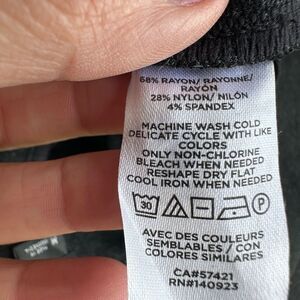 68% RAYON/ RAYONNE/
RAYÓN
28% NYLON/ NILÓN
4% SPANDEX
MACHINE WASH COLD
DELICATE CYCLE WITH LIKE
COLORS
ONLY NON-CHLORINE
BLEACH WHEN NEEDED
RESHAPE DRY FLAT
COOL IRON WHEN NEEDED
30 P
AVEC DES COULEURS
SEMBLABLES / CON
COLORES SIMILARES
CA#57421
RN#140923